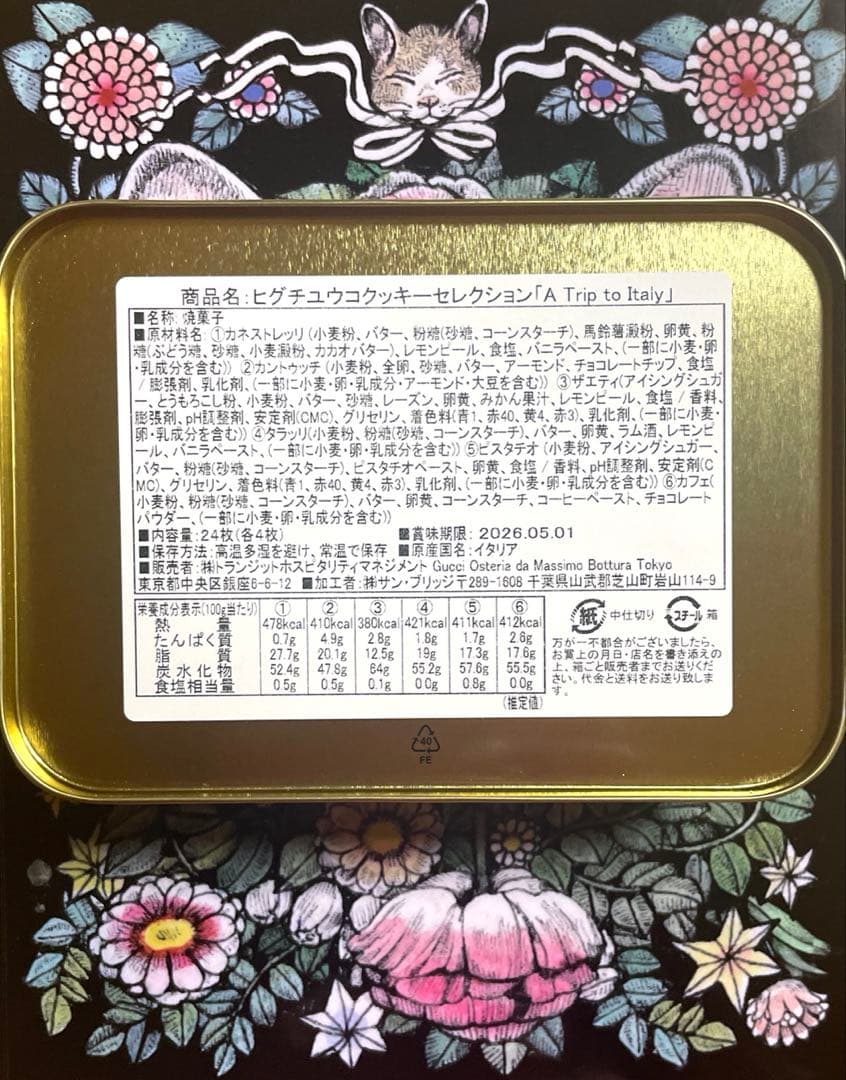 商品名：ヒグチユウコクッキーセレクション「A Trip to Italy」
■名称：焼菓子
■原材料名：①カネストレッリ（小麦粉、バター、粉糖(砂糖、コーンスターチ）、馬鈴薯澱粉、卵黄、粉
糖(ぶどう糖、砂糖、小麦澱粉、カカオバター）、レモンピール、食塩、バニラペースト、（一部に小麦・卵
・乳成分を含む)） ②カントゥッチ（小麦粉、全卵、砂糖、バター、アーモンド、チョコレートチップ、食塩
/ 膨張剤、乳化剤、（一部に小麦・卵・乳成分・アーモンド・大豆を含む)） ③ザエティ（アイシングシュガ
ー、とうもろこし粉、小麦粉、バター、砂糖、レーズン、卵黄、みかん果汁、レモンピール、食塩 / 香料、
膨張剤、pH調整剤、安定剤(CMC)、グリセリン、着色料(青1、赤40、黄4、赤3)、乳化剤、（一部に小麦・
卵・乳成分を含む)）④タラッリ(小麦粉、粉糖(砂糖、コーンスターチ)、バター、卵黄、ラム酒、レモンピ
ール、バニラペースト、（一部に小麦・卵・乳成分を含む)）⑤ピスタチオ（小麦粉、アイシングシュガー、
バター、粉糖(砂糖、コーンスターチ)、ピスタチオペースト、卵黄、食塩 / 香料、pH調整剤、安定剤(C
MC)、グリセリン、着色料(青1、赤40、黄4、赤3)、乳化剤、（一部に小麦・卵・乳成分を含む)）⑥カフェ（
小麦粉、粉糖(砂糖、コーンスターチ)、バター、卵黄、コーンスターチ、コーヒーペースト、チョコレート
パウダー、（一部に小麦・卵・乳成分を含む)）
■内容量：24枚(各4枚) ■賞味期限：2026.05.01
■保存方法：高温多湿を避け、常温で保存 ■原産国名：イタリア
■販売者：㈱トランジットホスピタリティマネジメント Gucci Osteria da Massimo Bottura Tokyo
東京都中央区銀座6-6-12 ■加工者：㈱サン・ブリッジ〒289-1608 千葉県山武郡芝山町岩山114-9
栄養成分表示(100g当たり) ① ② ③ ④ ⑤ ⑥
熱量 478kcal 410kcal 380kcal 421kcal 411kcal 412kcal
たんぱく質 0.7g 4.9g 2.8g 1.8g 1.7g 2.6g
脂質 27.7g 20.1g 12.5g 19g 17.3g 17.6g
炭水化物 52.4g 47.8g 64g 55.2g 57.6g 55.5g
食塩相当量 0.5g 0.5g 0.1g 0.0g 0.8g 0.0g
(推定値)
紙 中仕切り スチール 箱
万が一不都合がございましたら、
お買上の月日・店名を書き添えの
上、箱ごと販売者までお送りくだ
さい。代金と送料をお送り致しま
す。
40
FE